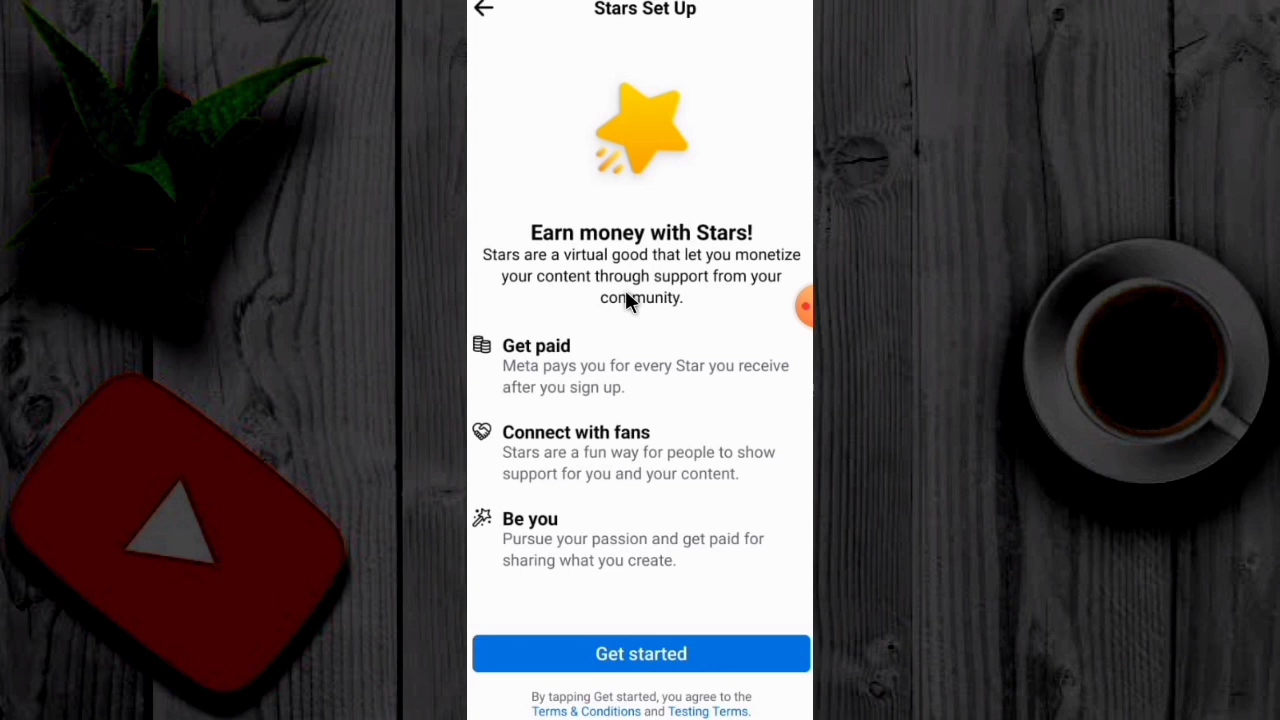 Stars Set Up
Earn money with Stars!
Stars are a virtual good that let you monetize
your content through support from your
community.
Get paid
Meta pays you for every Star you receive
after you sign up.
Connect with fans
Stars are a fun way for people to show
support for you and your content.
Be you
Pursue your passion and get paid for
sharing what you create.
Get started
By tapping Get started, you agree to the
Terms & Conditions and Testing Terms.